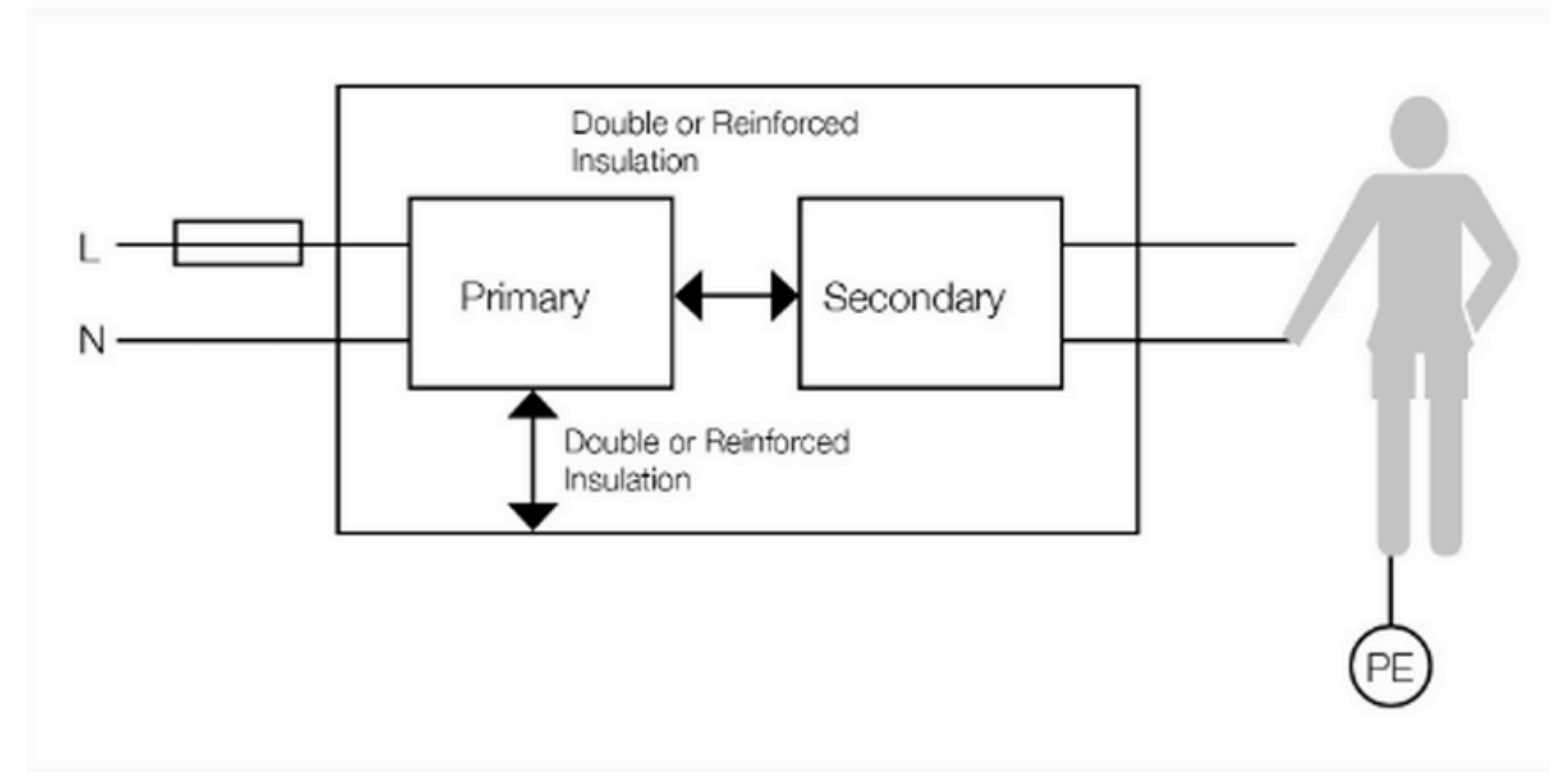 Double or Reinforced
Insulation
L
Primary
Secondary
N
Double or Reinforced
Insulation
PE